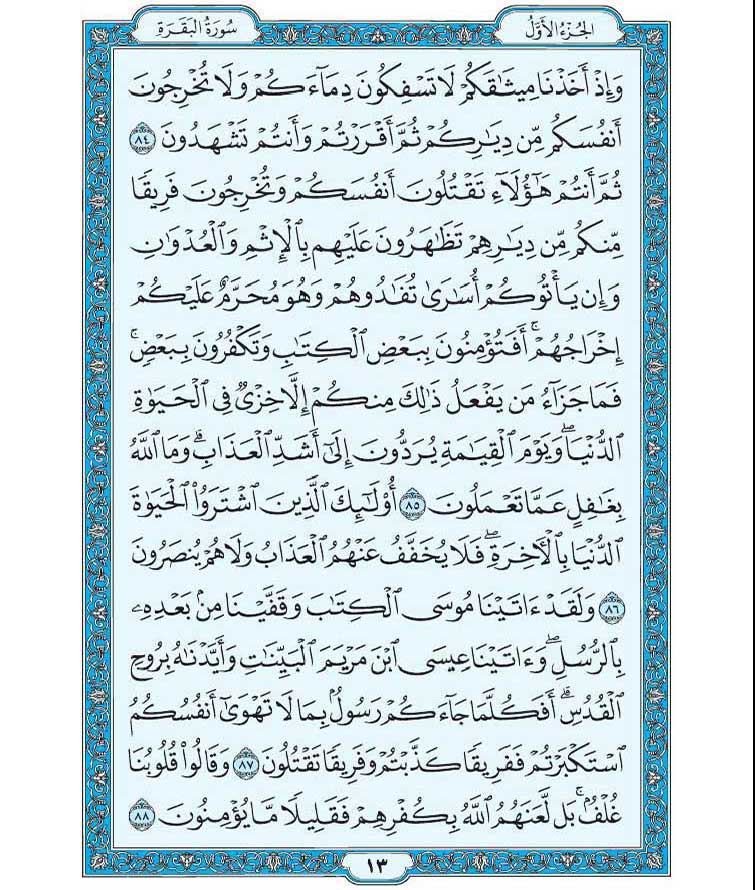 الجُزْءُ الأَوَّلُ
سُورَةُ البَقَرَةِ
وَإِذْ أَخَذْنَا مِيثَٰقَكُمْ لَا تَسْفِكُونَ دِمَآءَكُمْ وَلَا تُخْرِجُونَ
أَنفُسَكُم مِّن دِيَٰرِكُمْ ثُمَّ أَقْرَرْتُمْ وَأَنتُمْ تَشْهَدُونَ ٨٤
ثُمَّ أَنتُمْ هَٰٓؤُلَآءِ تَقْتُلُونَ أَنفُسَكُمْ وَتُخْرِجُونَ فَرِيقًا
مِّنكُم مِّن دِيَٰرِهِمْ تَظَٰهَرُونَ عَلَيْهِم بِٱلْإِثْمِ وَٱلْعُدْوَٰنِ
وَإِن يَأْتُوكُمْ أُسَٰرَىٰ تُفَٰدُوهُمْ وَهُوَ مُحَرَّمٌ عَلَيْكُمْ
إِخْرَاجُهُمْ ۚ أَفَتُؤْمِنُونَ بِبَعْضِ ٱلْكِتَٰبِ وَتَكْفُرُونَ بِبَعْضٍ ۚ
فَمَا جَزَآءُ مَن يَفْعَلُ ذَٰلِكَ مِنكُمْ إِلَّا خِزْىٌ فِى ٱلْحَيَوٰةِ
ٱلدُّنْيَا ۖ وَيَوْمَ ٱلْقِيَٰمَةِ يُرَدُّونَ إِلَىٰٓ أَشَدِّ ٱلْعَذَابِ ۗ وَمَا ٱللَّهُ
بِغَٰفِلٍ عَمَّا تَعْمَلُونَ ٨٥ أُو۟لَٰٓئِكَ ٱلَّذِينَ ٱشْتَرَوُا۟ ٱلْحَيَوٰةَ
ٱلدُّنْيَا بِٱلْءَاخِرَةِ ۖ فَلَا يُخَفَّفُ عَنْهُمُ ٱلْعَذَابُ وَلَا هُمْ يُنصَرُونَ
٨٦ وَلَقَدْ ءَاتَيْنَا مُوسَى ٱلْكِتَٰبَ وَقَفَّيْنَا مِنۢ بَعْدِهِۦ
بِٱلرُّسُلِ ۖ وَءَاتَيْنَا عِيسَى ٱبْنَ مَرْيَمَ ٱلْبَيِّنَٰتِ وَأَيَّدْنَٰهُ بِرُوحِ
ٱلْقُدُسِ ۗ أَفَكُلَّمَا جَآءَكُمْ رَسُولٌۢ بِمَا لَا تَهْوَىٰٓ أَنفُسُكُمُ
ٱسْتَكْبَرْتُمْ فَفَرِيقًا كَذَّبْتُمْ وَفَرِيقًا تَقْتُلُونَ ٨٧ وَقَالُوا۟ قُلُوبُنَا
غُلْفٌۢ ۚ بَل لَّعَنَهُمُ ٱللَّهُ بِكُفْرِهِمْ فَقَلِيلًا مَّا يُؤْمِنُونَ ٨٨
١٣